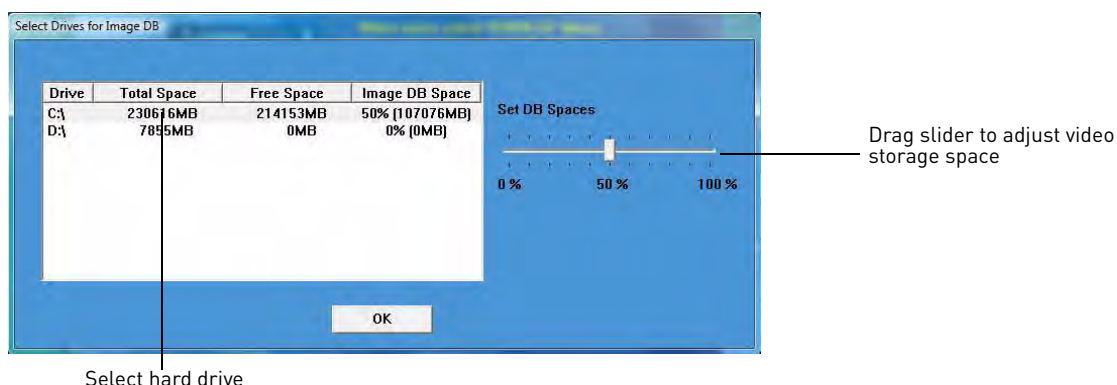 Select Drives for Image DB
Drive Total Space Free Space Image DB Space
C:\ 230616MB 214153MB 50% (107076MB)
D:\ 7855MB 0MB 0% (0MB)
Set DB Spaces
0 % 50 % 100 %
OK
Drag slider to adjust video
storage space
Select hard drive